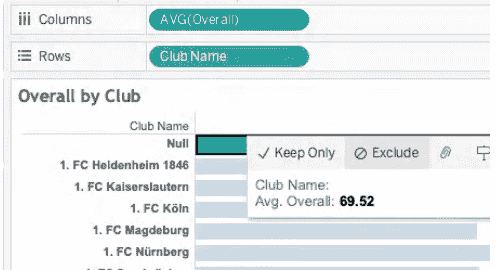 Columns AVG(Overall)
Rows Club Name
Overall by Club
Club Name
Null
Keep Only Exclude
1. FC Heidenheim 1846
Club Name:
1. FC Kaiserslautern
Avg. Overall: 69.52
1. FC Köln
1. FC Magdeburg
1. FC Nürnberg